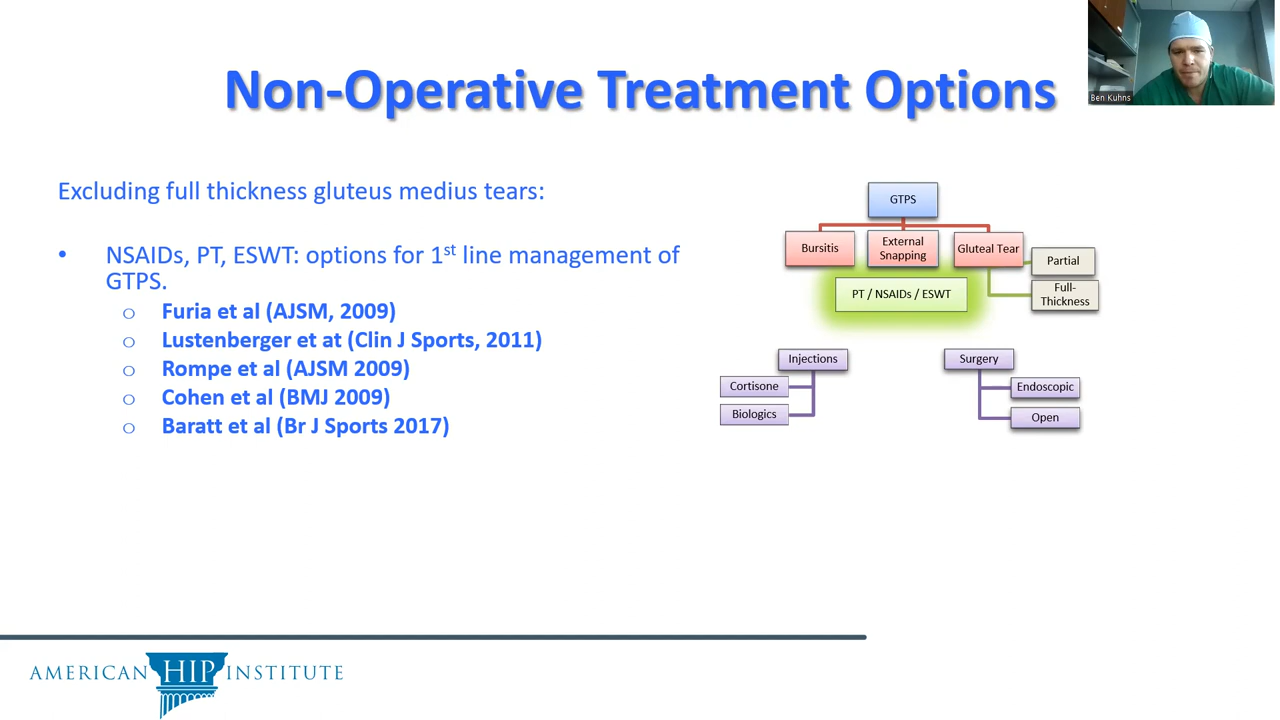 Non-Operative Treatment Options
Ben Kuhns
Excluding full thickness gluteus medius tears:
• NSAIDs, PT, ESWT: options for 1st line management of
GTPS.
o Furia et al (AJSM, 2009)
o Lustenberger et at (Clin J Sports, 2011)
o Rompe et al (AJSM 2009)
o Cohen et al (BMJ 2009)
o Baratt et al (Br J Sports 2017)
GTPS
Bursitis
External
Snapping
Gluteal Tear
Partial
Full-
Thickness
PT / NSAIDs / ESWT
Injections
Cortisone
Biologics
Surgery
Endoscopic
Open
AMERICAN HIP INSTITUTE